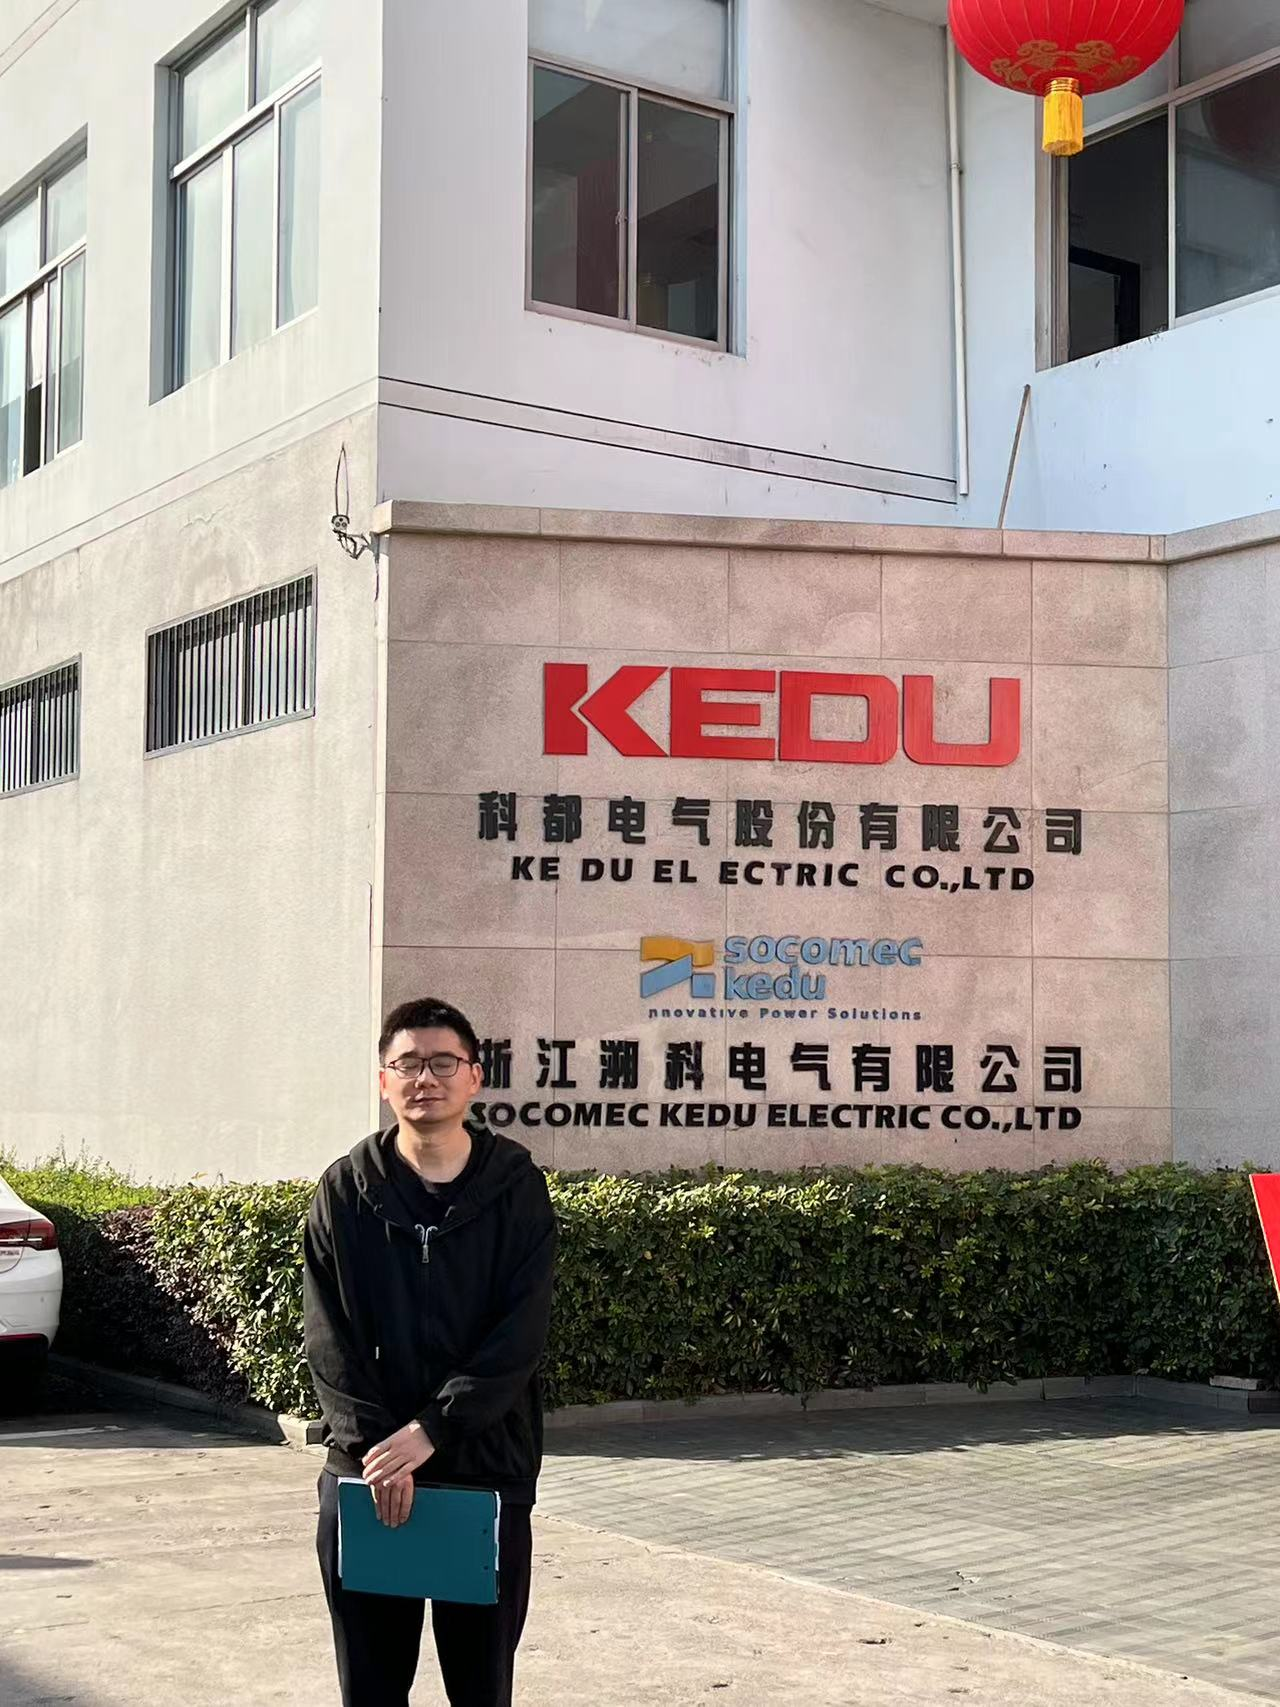 KEDU
科都电气股份有限公司
KE DU EL ECTRIC CO.,LTD
socomec
kedu
nnovative Power Solutions
浙江溯科电气有限公司
SOCOMEC KEDU ELECTRIC CO.,LTD